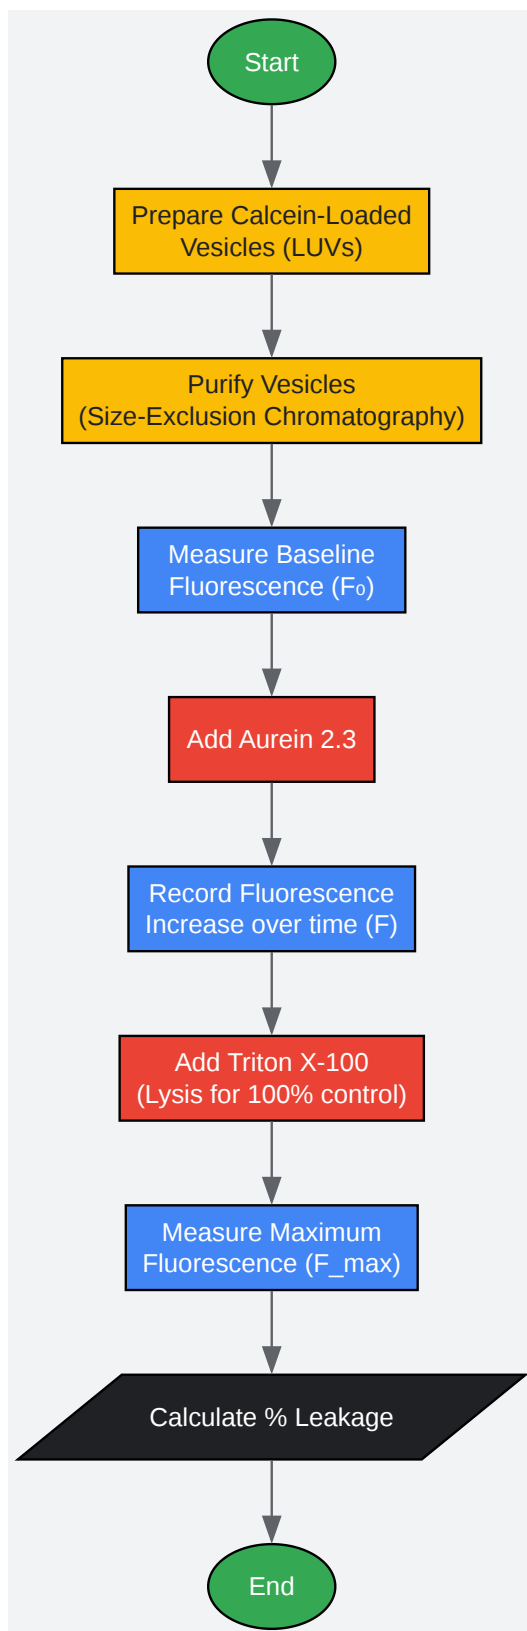 Start
Prepare Calcein-Loaded
Vesicles (LUVs)
Purify Vesicles
(Size-Exclusion Chromatography)
Measure Baseline
Fluorescence (F₀)
Add Aurein 2.3
Record Fluorescence
Increase over time (F)
Add Triton X-100
(Lysis for 100% control)
Measure Maximum
Fluorescence (F_max)
Calculate % Leakage
End